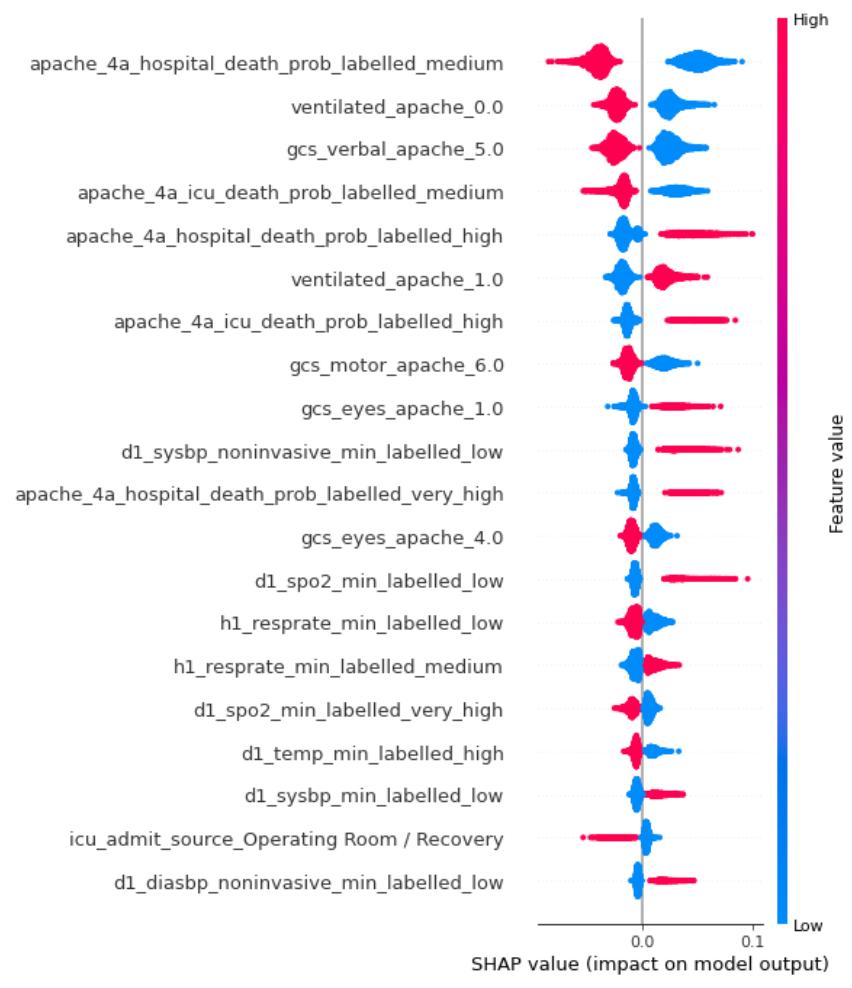 High
apache_4a_hospital_death_prob_labelled_medium
ventilated_apache_0.0
gcs_verbal_apache_5.0
apache_4a_icu_death_prob_labelled_medium
apache_4a_hospital_death_prob_labelled_high
ventilated_apache_1.0
apache_4a_icu_death_prob_labelled_high
gcs_motor_apache_6.0
gcs_eyes_apache_1.0
d1_sysbp_noninvasive_min_labelled_low
apache_4a_hospital_death_prob_labelled_very_high
gcs_eyes_apache_4.0
d1_spo2_min_labelled_low
h1_resprate_min_labelled_low
h1_resprate_min_labelled_medium
d1_spo2_min_labelled_very_high
d1_temp_min_labelled_high
d1_sysbp_min_labelled_low
icu_admit_source_Operating Room / Recovery
d1_diasbp_noninvasive_min_labelled_low
Feature value
Low
0.0 0.1
SHAP value (impact on model output)